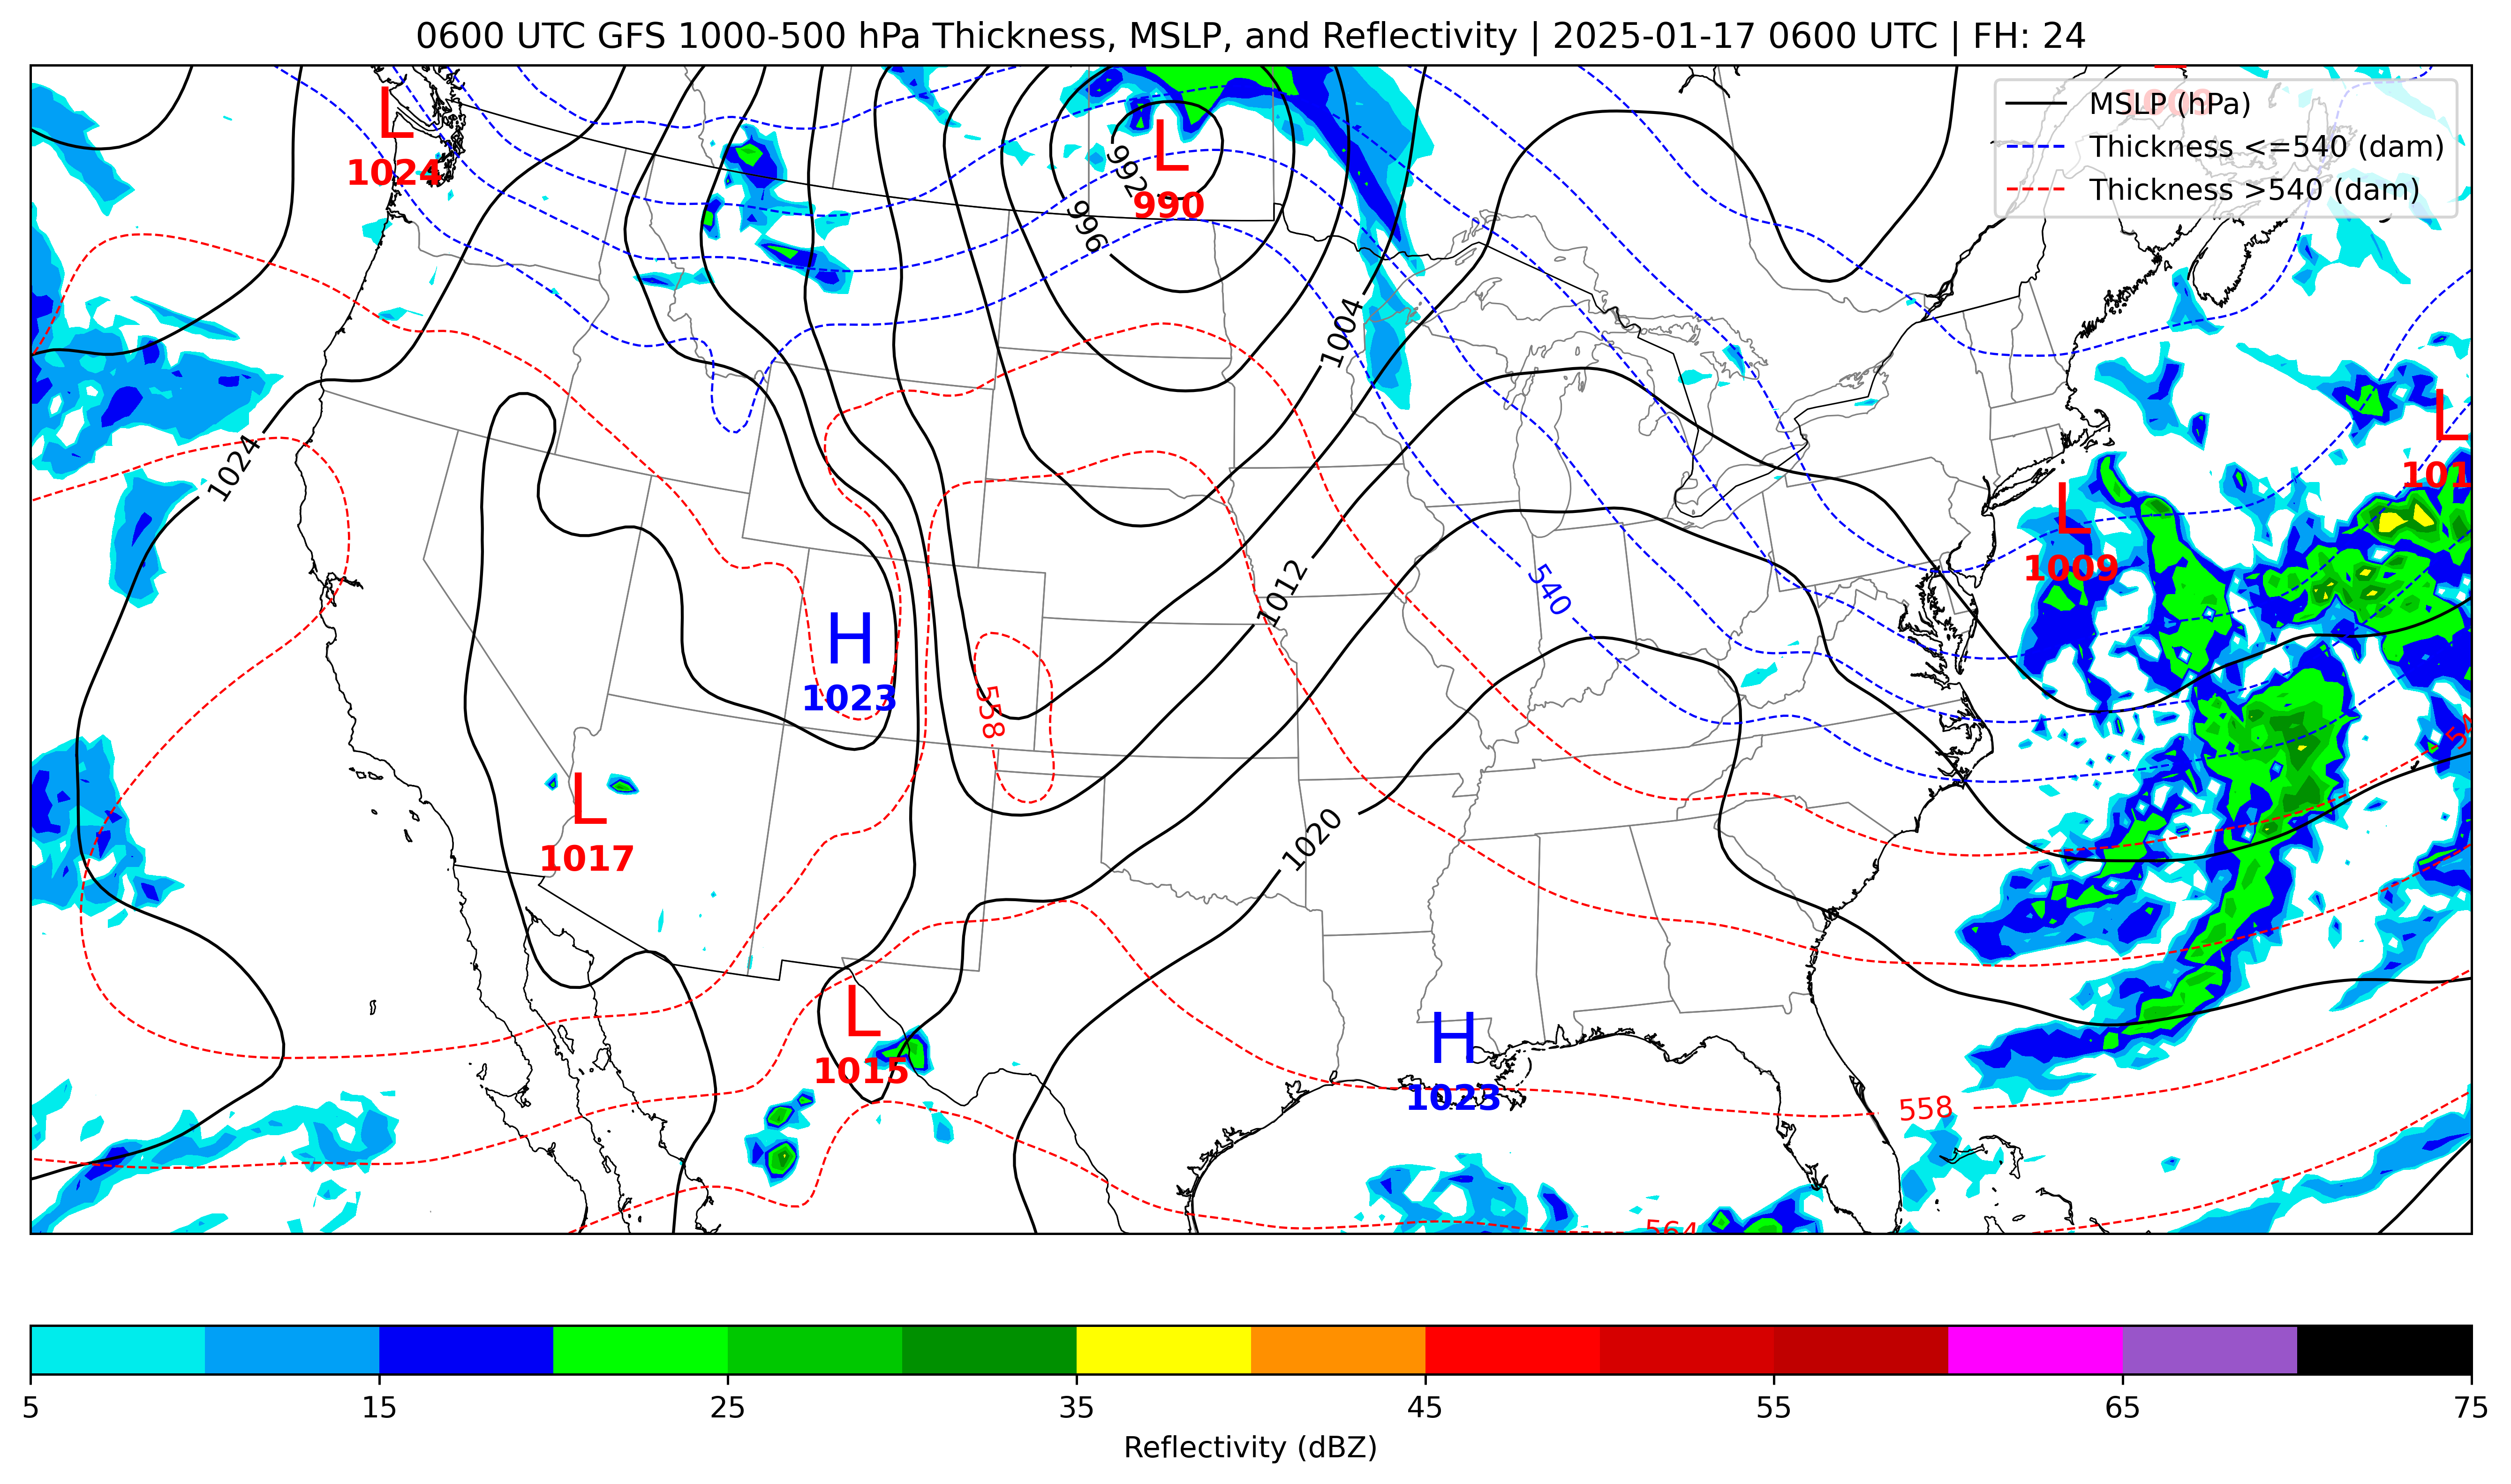 0600 UTC GFS 1000-500 hPa Thickness, MSLP, and Reflectivity | 2025-01-17 0600 UTC | FH: 24
MSLP (hPa)
Thickness <=540 (dam)
Thickness >540 (dam)
L
1024
L
990
992
996
1004
L
101
1024
L
1009
1012
540
H
1023
558
54
L
1017
1020
L
1015
H
1023
558
564
5
15
25
35
45
55
65
75
Reflectivity (dBZ)